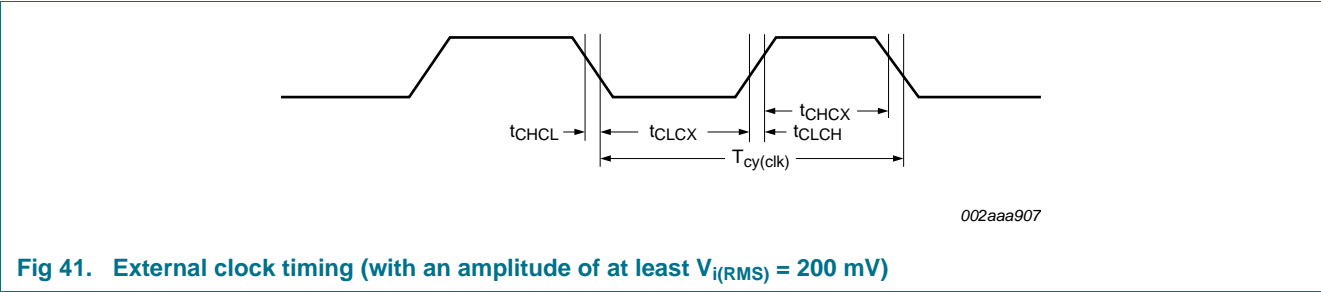 tCHCX
tCHCL
tCLCX
tCLCH
Tcy(clk)
002aaa907
Fig 41. External clock timing (with an amplitude of at least Vi(RMS) = 200 mV)